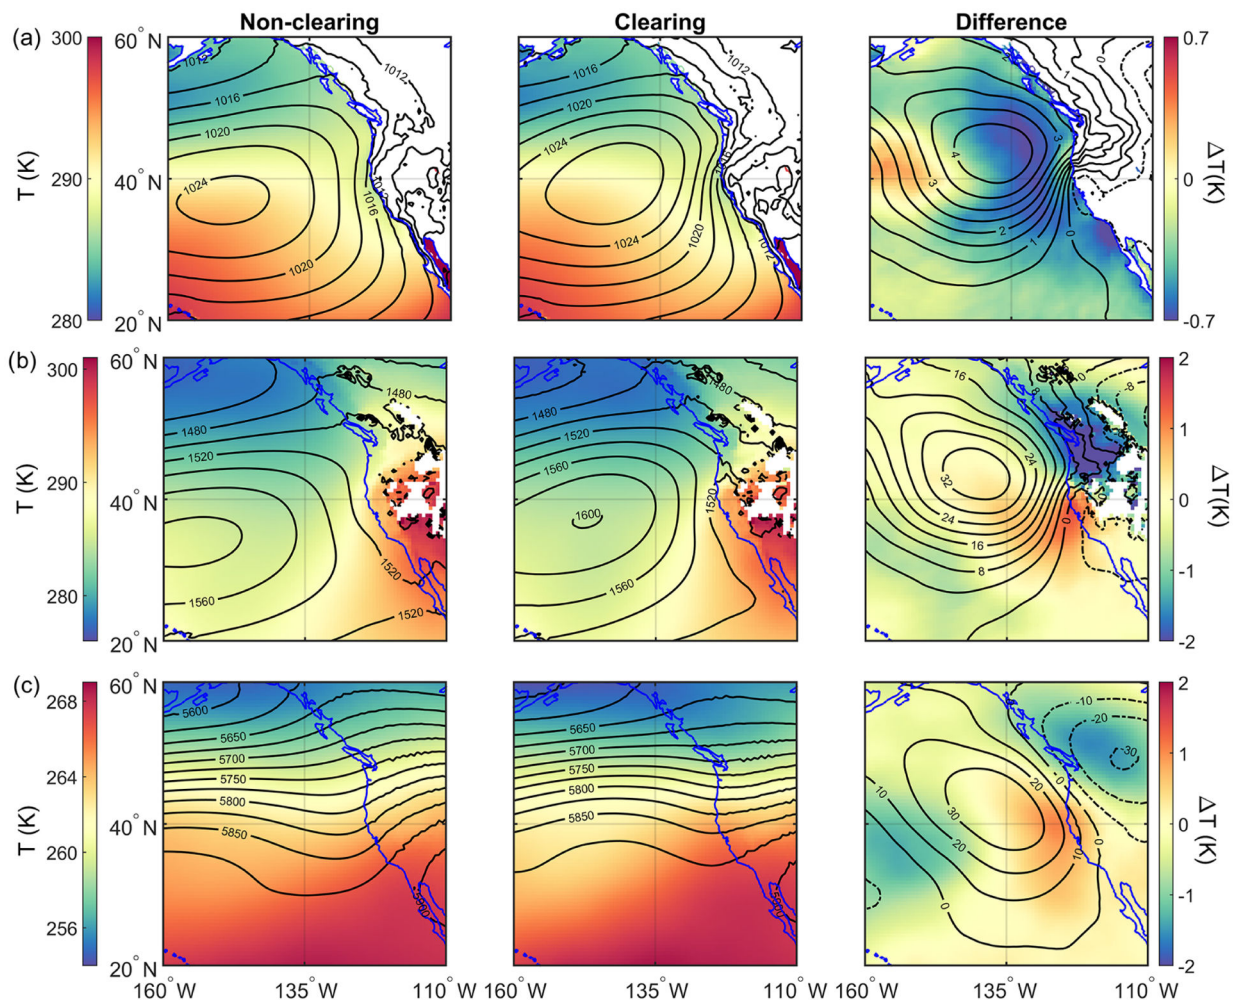 Non-clearing Clearing Difference
(a) 300 290 280 T (K)
60° N 40° N 20° N
1012 1012 1016 1020 1024 1016 1020
1016 1020 1024 1024 1020 1012 1012
4 3 3 2 1 0 1 0 2
0.7 0 -0.7 ΔT(K)
(b) 300 290 280 T (K)
60° N 40° N 20° N
1480 1480 1520 1560 1520 1520
1480 1480 1520 1560 1600 1520 1560
16 0 -8 24 32 24 16 8 0
2 1 0 -1 -2 ΔT(K)
(c) 268 264 260 256 T (K)
60° N 40° N 20° N
5600 5650 5700 5750 5800 5850 5900
5650 5700 5750 5800 5850 5900
-10 -20 -30 0 20 10 30 20 10 0 0
2 1 0 -1 -2 ΔT (K)
160° W 135° W 110° W 160° W 135° W 110° W 160° W 135° W 110° W